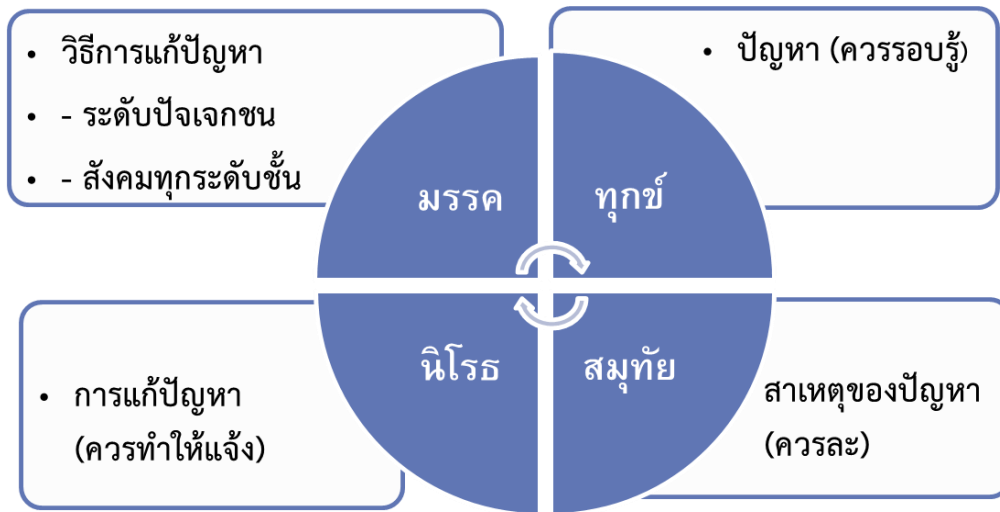 • วิธีการแก้ปัญหา
• - ระดับปัจเจกชน
• - สังคมทุกระดับชั้น
• ปัญหา (ควรรอบรู้)
มรรค
ทุกข์
นิโรธ
สมุทัย
• การแก้ปัญหา
(ควรทำให้แจ้ง)
สาเหตุของปัญหา
(ควรละ)